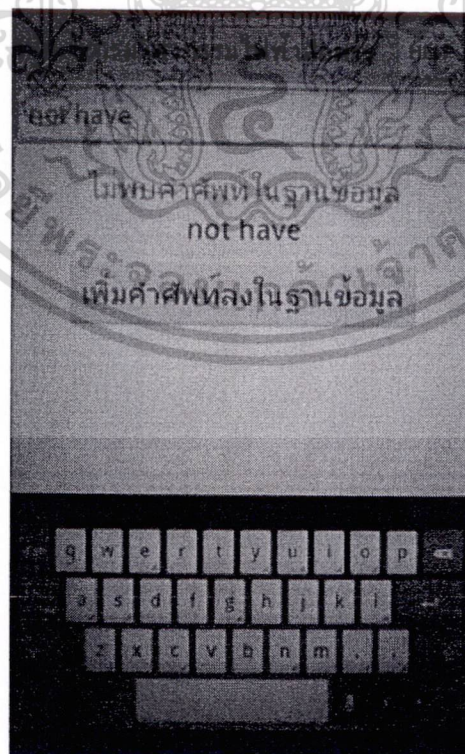 not have
ไม่พบคำศัพท์ในฐานข้อมูล
not have
เพิ่มคำศัพท์ลงในฐานข้อมูล
q w e r t y u i o p
a s d f g h j k l
z x c v b n m , .